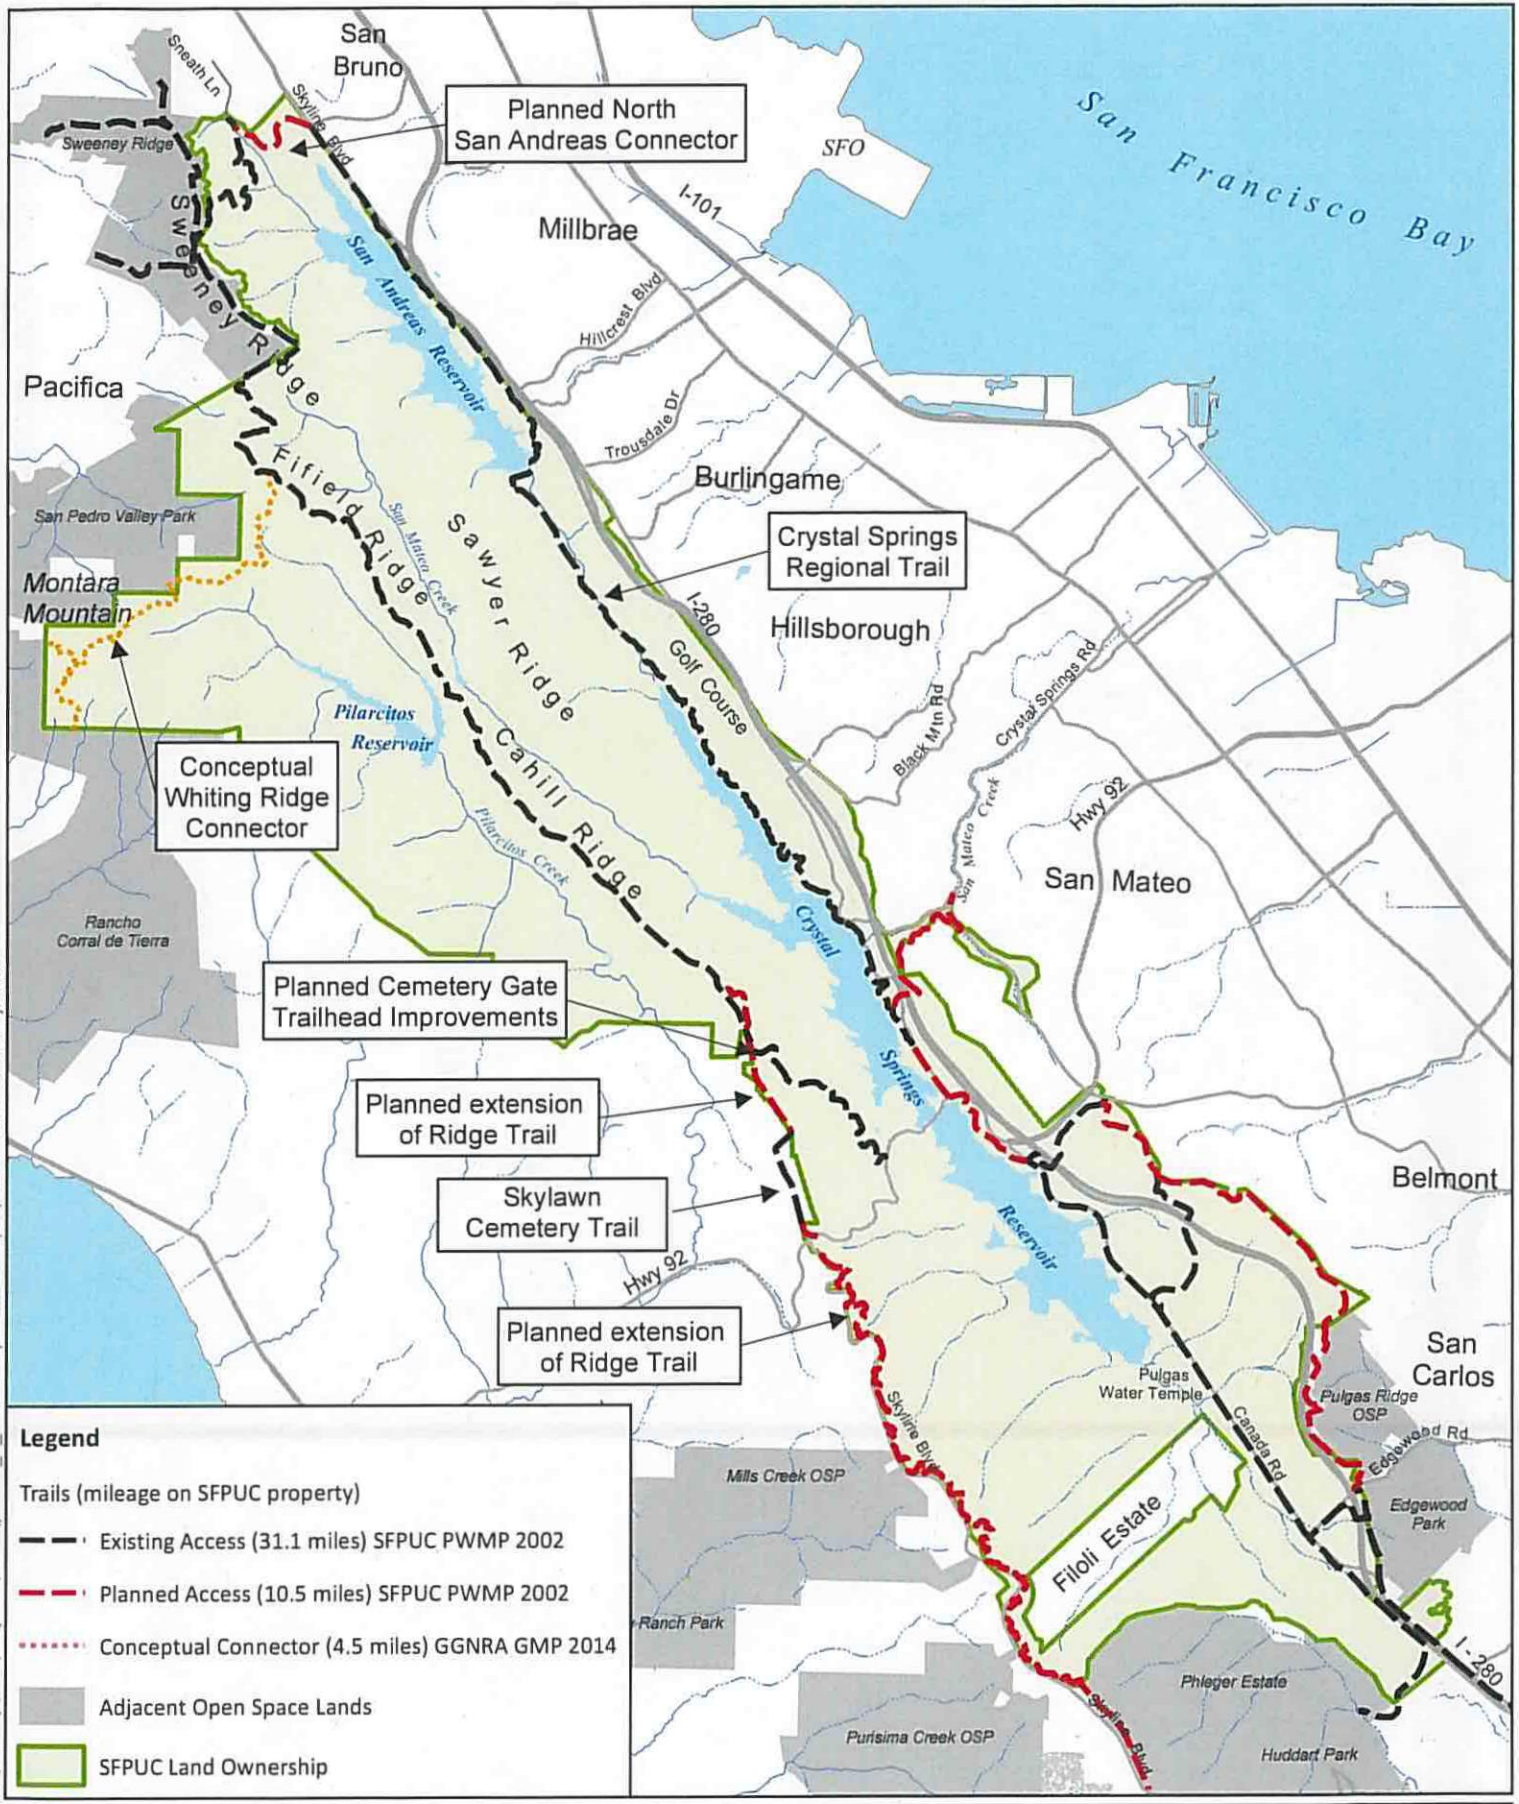 San
Bruno
Sneath Ln
Skyline Blvd
Planned North
San Andreas Connector
SFO
San Francisco Bay
Sweeney Ridge
Sweeney Ridge
I-101
Millbrae
San Andreas Reservoir
Hillcrest Blvd
Pacifica
Trousdale Dr
Burlingame
Fifield Ridge
San Mateo Creek
Sawyer Ridge
San Pedro Valley Park
Crystal Springs
Regional Trail
Montara
Mountain
I-280
Hillsborough
Golf Course
Crystal Springs Rd
Black Mtn Rd
Pilarcitos
Reservoir
Cahill Ridge
Conceptual
Whiting Ridge
Connector
Pilarcitos Creek
San Mateo Creek
Hwy 92
San Mateo
Rancho
Corral de Tierra
Crystal
Springs
Reservoir
Planned Cemetery Gate
Trailhead Improvements
Planned extension
of Ridge Trail
Belmont
Skylawn
Cemetery Trail
Hwy 92
Planned extension
of Ridge Trail
San
Carlos
Pulgas
Water Temple
Pulgas Ridge
OSP
Skyline Blvd
Canada Rd
Edgewood Rd
Mills Creek OSP
Edgewood
Park
Filoli Estate
Ranch Park
I-280
Phleger Estate
Skyline Blvd
Purisima Creek OSP
Huddart Park
Legend
Trails (mileage on SFPUC property)
Existing Access (31.1 miles) SFPUC PWMP 2002
Planned Access (10.5 miles) SFPUC PWMP 2002
Conceptual Connector (4.5 miles) GGNRA GMP 2014
Adjacent Open Space Lands
SFPUC Land Ownership